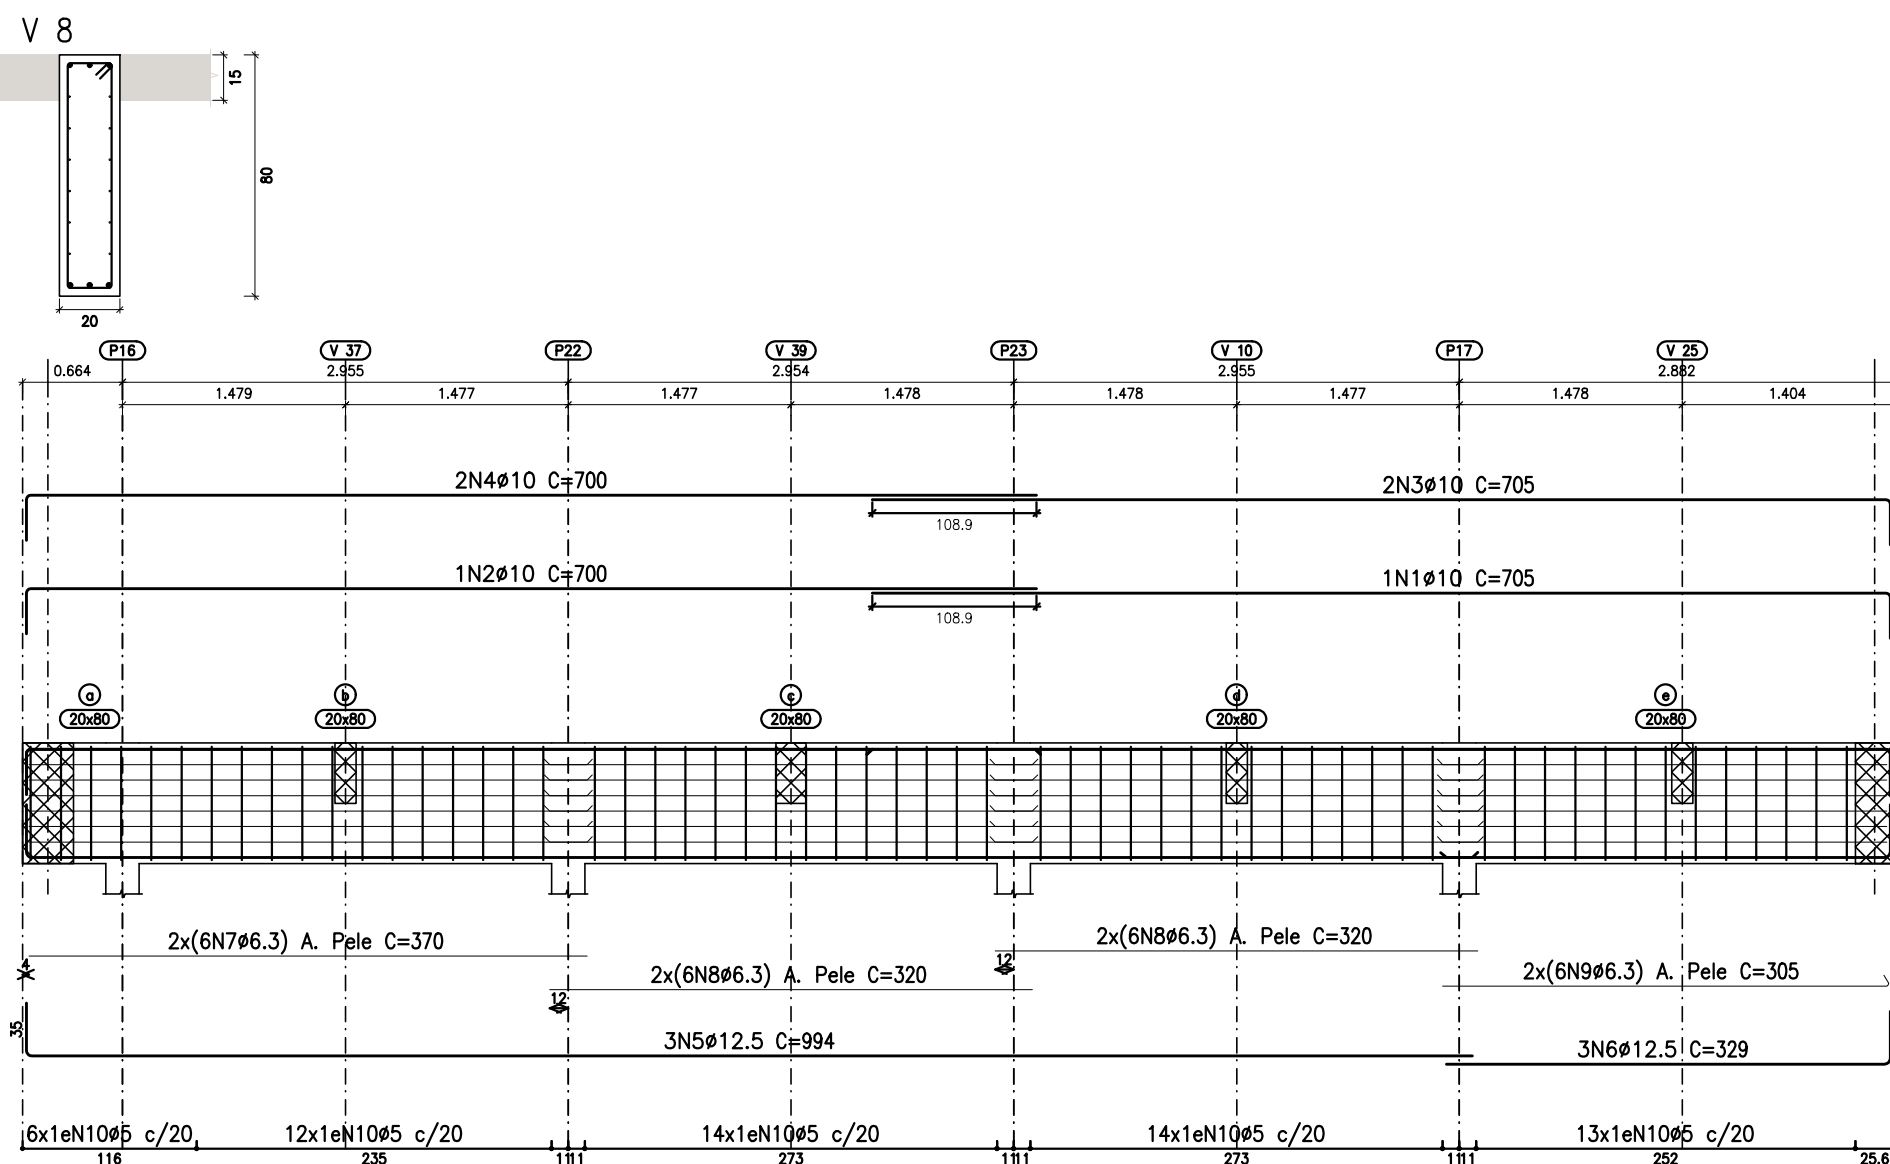 V 8
15
80
20
P16 V 37 P22 V 39 P23 V 10 P17 V 25
0.664 2.955 2.954 2.955 2.882
1.479 1.477 1.477 1.478 1.478 1.477 1.478 1.404
2N4ø10 C=700
2N3ø10 C=705
108.9
1N2ø10 C=700
1N1ø10 C=705
108.9
a b c d e
20x80 20x80 20x80 20x80 20x80
2x(6N7ø6.3) A. Pele C=370
2x(6N8ø6.3) A. Pele C=320
4
12
2x(6N8ø6.3) A. Pele C=320
2x(6N9ø6.3) A. Pele C=305
12
35
3N5ø12.5 C=994
3N6ø12.5 C=329
6x1eN10ø5 c/20 12x1eN10ø5 c/20 14x1eN10ø5 c/20 14x1eN10ø5 c/20 13x1eN10ø5 c/20
116 235 1111 273 1111 273 1111 252 25.6